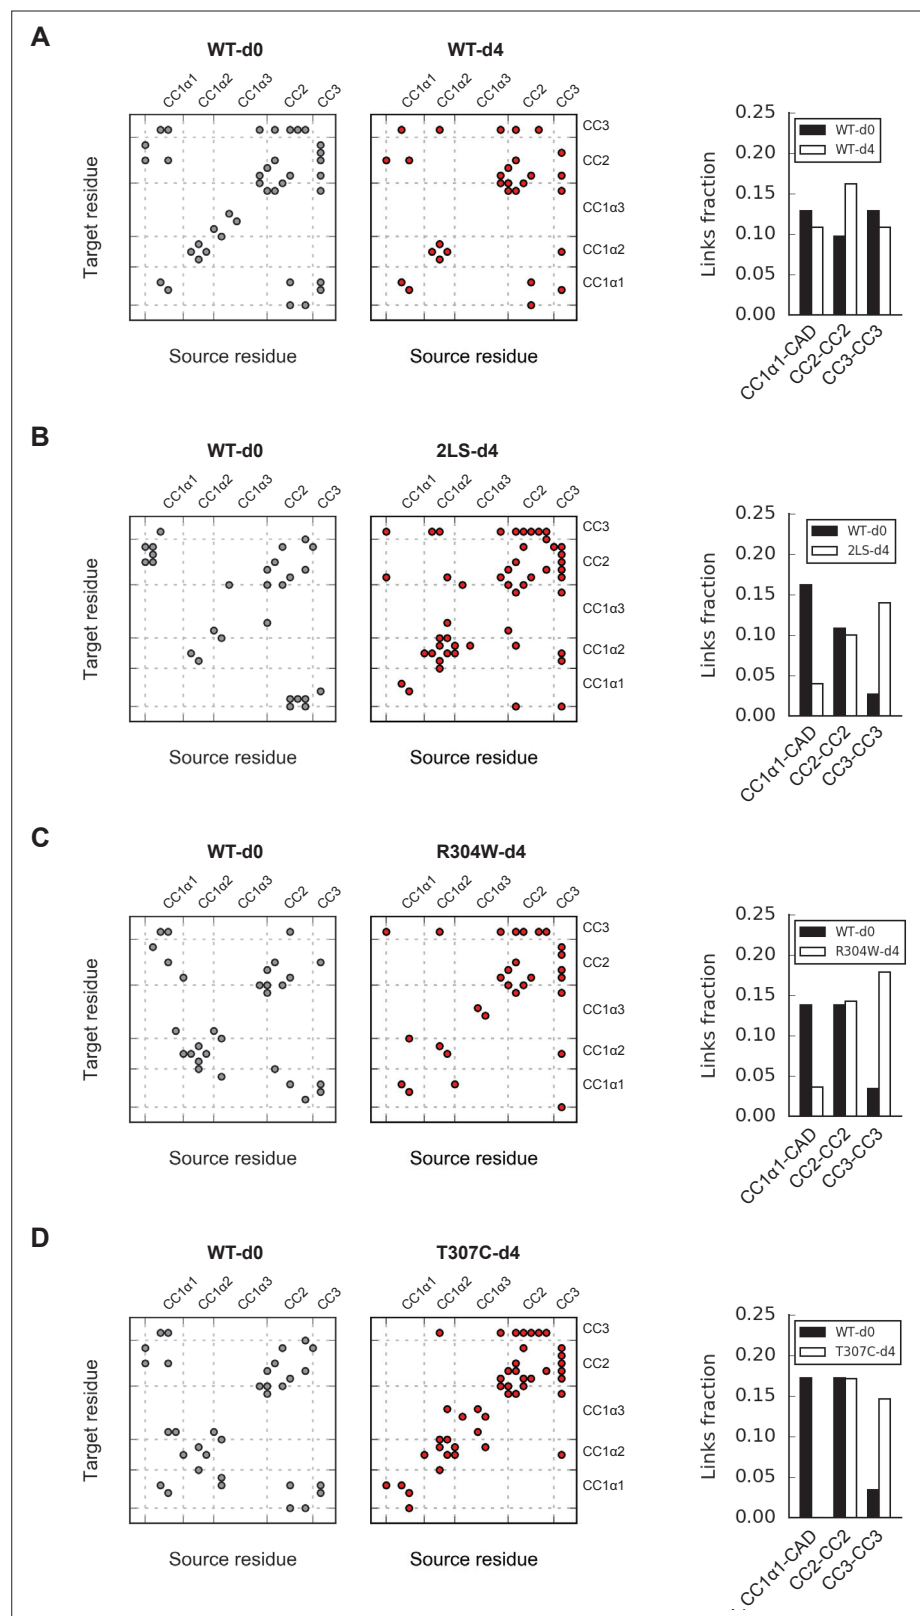 A
WT-d0
WT-d4
CC1α1 CC1α2 CC1α3 CC2 CC3
CC1α1 CC1α2 CC1α3 CC2 CC3
Target residue
CC3
CC2
CC1α3
CC1α2
CC1α1
Source residue
Source residue
Links fraction
0.25
0.20
0.15
0.10
0.05
0.00
WT-d0
WT-d4
CC1α1-CAD
CC2-CC2
CC3-CC3
B
WT-d0
2LS-d4
CC1α1 CC1α2 CC1α3 CC2 CC3
CC1α1 CC1α2 CC1α3 CC2 CC3
Target residue
CC3
CC2
CC1α3
CC1α2
CC1α1
Source residue
Source residue
Links fraction
0.25
0.20
0.15
0.10
0.05
0.00
WT-d0
2LS-d4
CC1α1-CAD
CC2-CC2
CC3-CC3
C
WT-d0
R304W-d4
CC1α1 CC1α2 CC1α3 CC2 CC3
CC1α1 CC1α2 CC1α3 CC2 CC3
Target residue
CC3
CC2
CC1α3
CC1α2
CC1α1
Source residue
Source residue
Links fraction
0.25
0.20
0.15
0.10
0.05
0.00
WT-d0
R304W-d4
CC1α1-CAD
CC2-CC2
CC3-CC3
D
WT-d0
T307C-d4
CC1α1 CC1α2 CC1α3 CC2 CC3
CC1α1 CC1α2 CC1α3 CC2 CC3
Target residue
CC3
CC2
CC1α3
CC1α2
CC1α1
Source residue
Source residue
Links fraction
0.25
0.20
0.15
0.10
0.05
0.00
WT-d0
T307C-d4
CC1α1-CAD
CC2-CC2
CC3-CC3